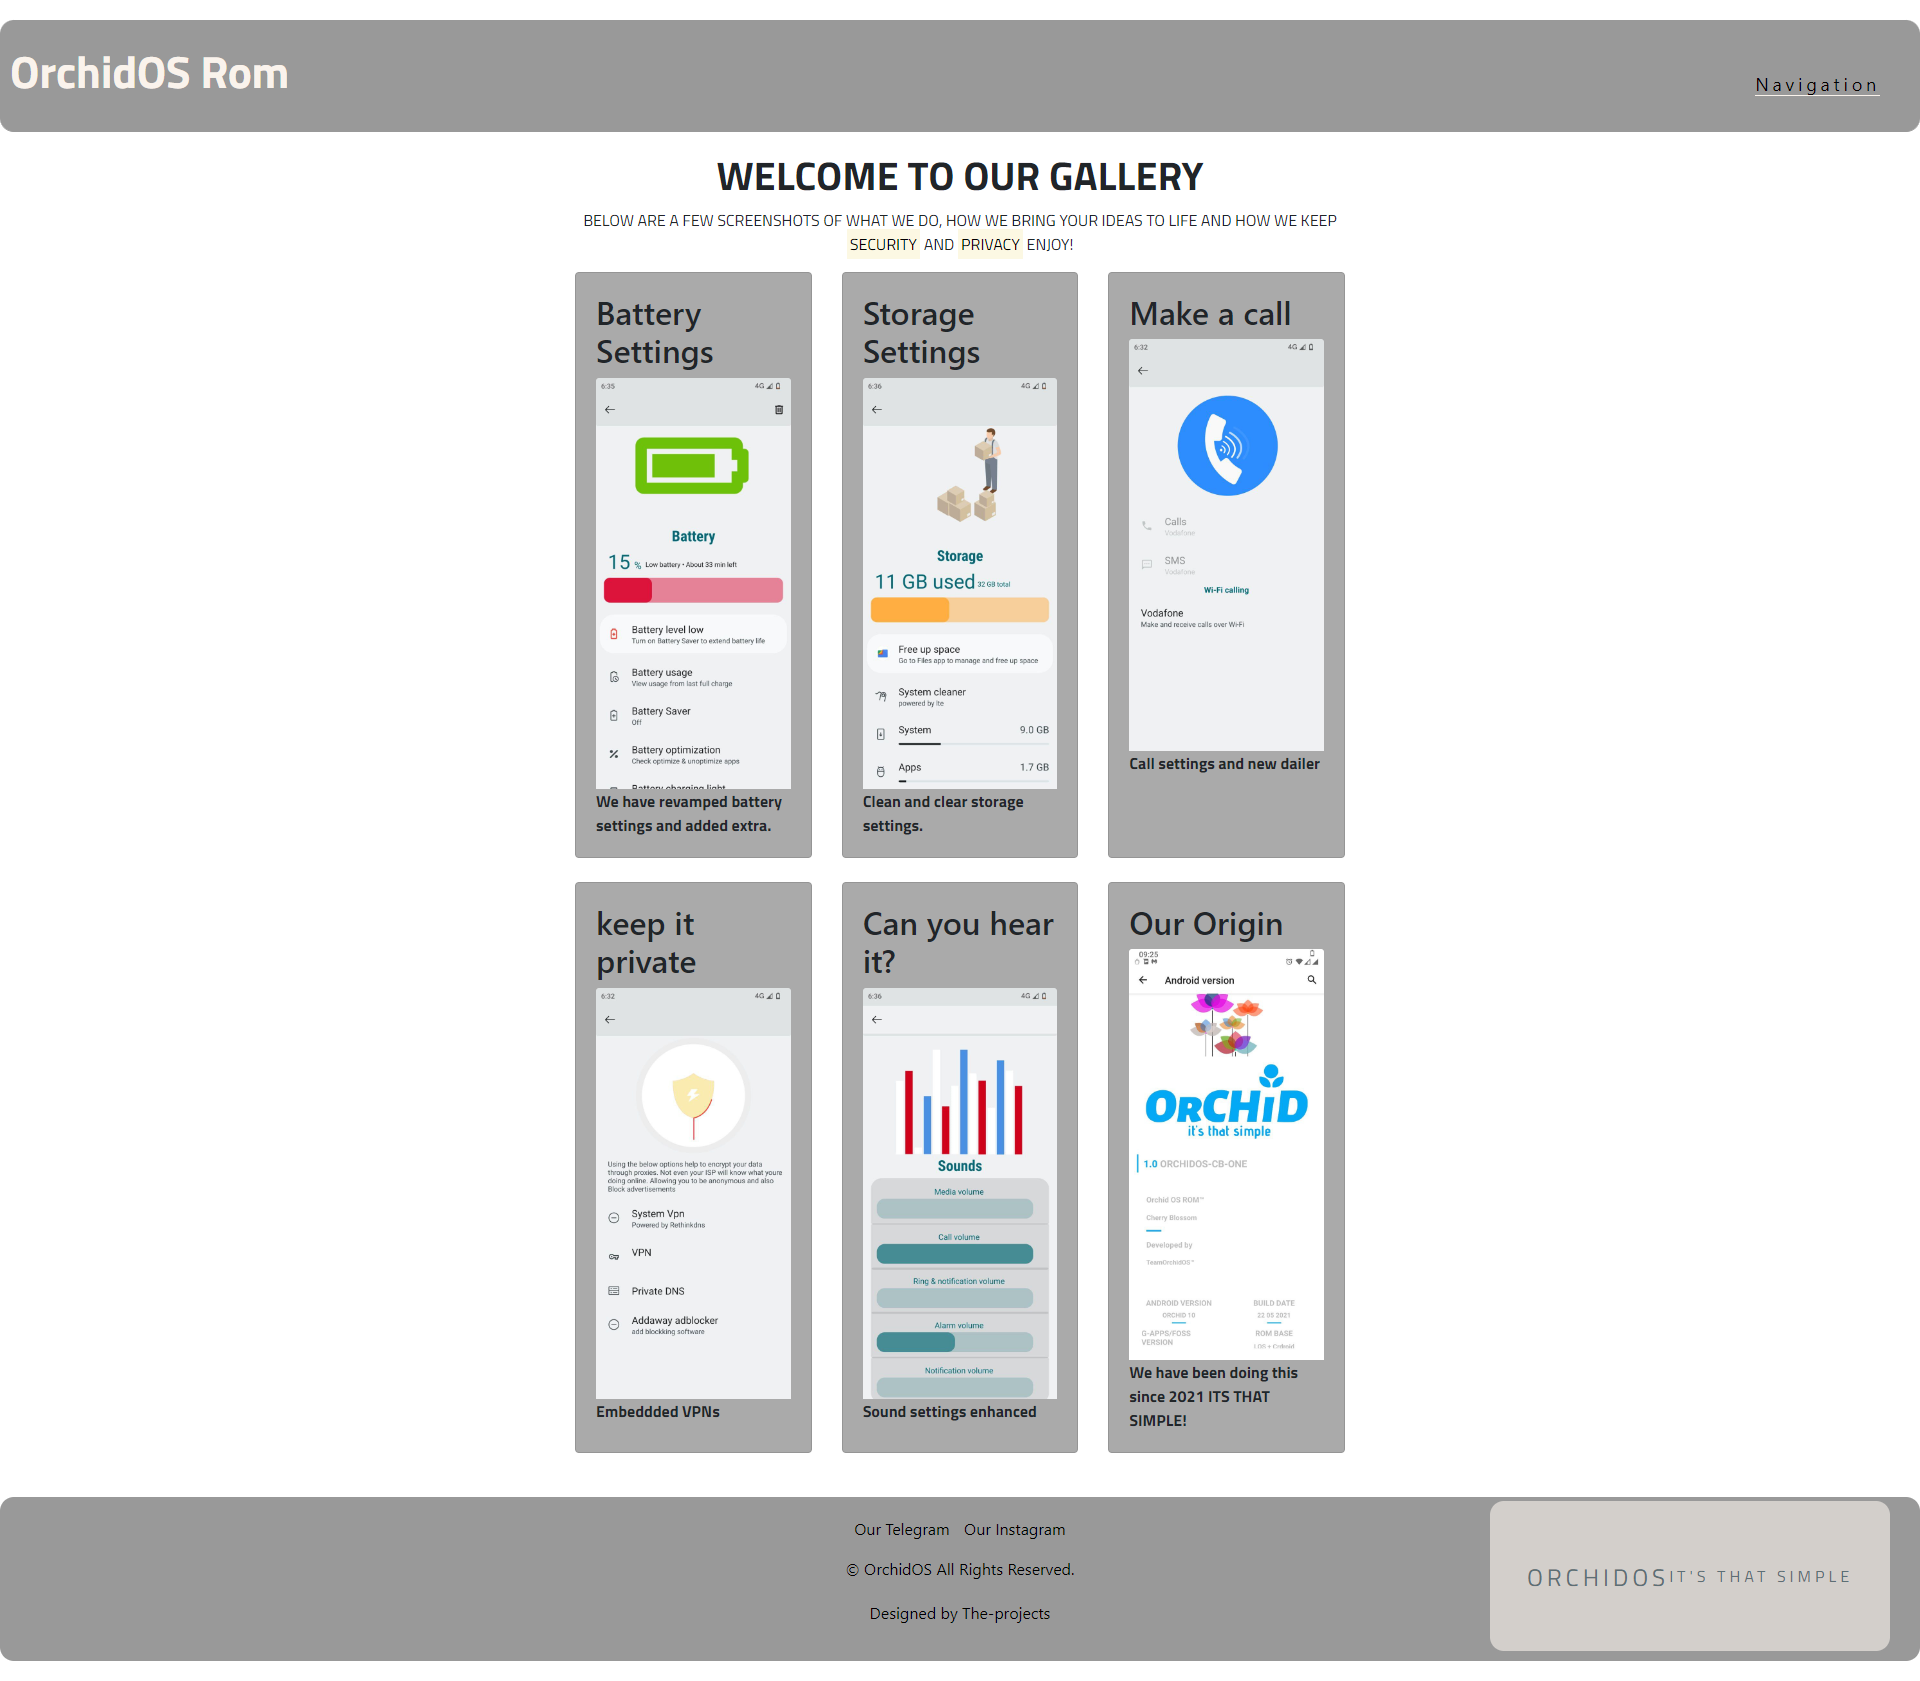 OrchidOS Rom
Navigation
WELCOME TO OUR GALLERY
BELOW ARE A FEW SCREENSHOTS OF WHAT WE DO, HOW WE BRING YOUR IDEAS TO LIFE AND HOW WE KEEP
SECURITY AND PRIVACY ENJOY!
Battery
Settings
6:35
4G
Battery
15 % Low battery • About 33 min left
Battery level low
Turn on Battery Saver to extend battery life
Battery usage
View usage from last full charge
Battery Saver
Off
Battery optimization
Check optimize & unoptimize apps
Battery charging light
We have revamped battery
settings and added extra.
Storage
Settings
6:36
4G
Storage
11 GB used 32 GB total
Free up space
Go to Files app to manage and free up space
System cleaner
powered by lte
System 9.0 GB
Apps 1.7 GB
Clean and clear storage
settings.
Make a call
6:32
4G
Calls
Vodafone
SMS
Vodafone
Wi-Fi calling
Vodafone
Make and receive calls over Wi-Fi
Call settings and new dailer
keep it
private
6:32
4G
Using the below options help to encrypt your data
through proxies. Not even your ISP will know what youre
doing online. Allowing you to be anonymous and also
Block advertisements
System Vpn
Powered by Rethinkdns
VPN
Private DNS
Addaway adblocker
add blockking software
Embeddded VPNs
Can you hear
it?
6:36
4G
Sounds
Media volume
Call volume
Ring & notification volume
Alarm volume
Notification volume
Sound settings enhanced
Our Origin
09:25
Android version
ORCHiD
it's that simple
1.0 ORCHIDOS-CB-ONE
Orchid OS ROM™
Cherry Blossom
Developed by
TeamOrchidOS™
ANDROID VERSION BUILD DATE
ORCHID 10 22 05 2021
G-APPS/FOSS ROM BASE
VERSION LOS + Crdroid
We have been doing this
since 2021 ITS THAT
SIMPLE!
Our Telegram Our Instagram
© OrchidOS All Rights Reserved.
Designed by The-projects
ORCHIDOS IT'S THAT SIMPLE